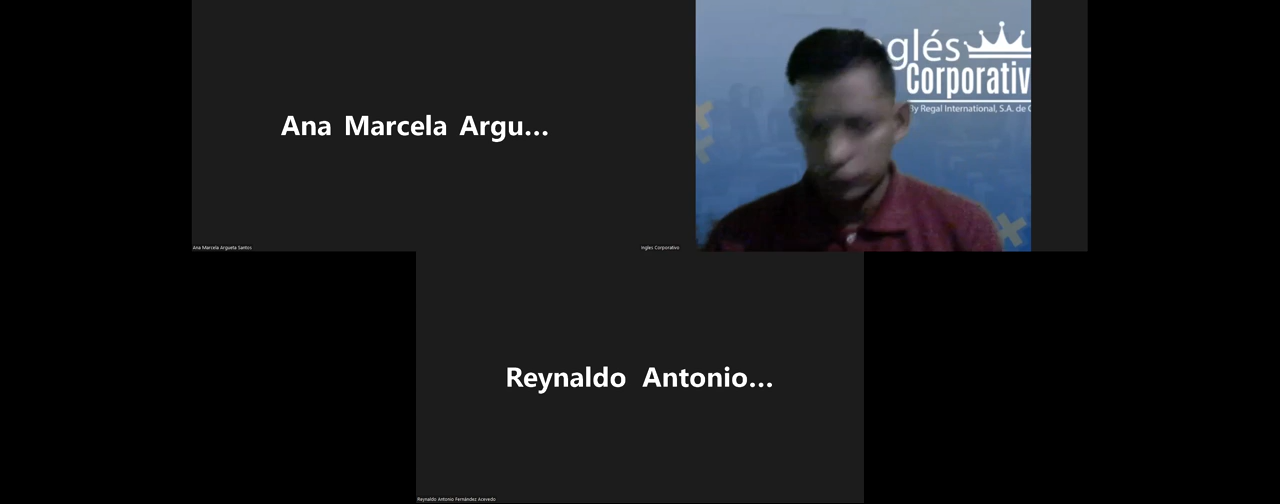 Ana Marcela Argu...
glés
Corporativ
By Regal International, S.A. de
Ana Marcela Argueta Santos
Ingles Corporativo
Reynaldo Antonio...
Reynaldo Antonio Fernández Acevedo